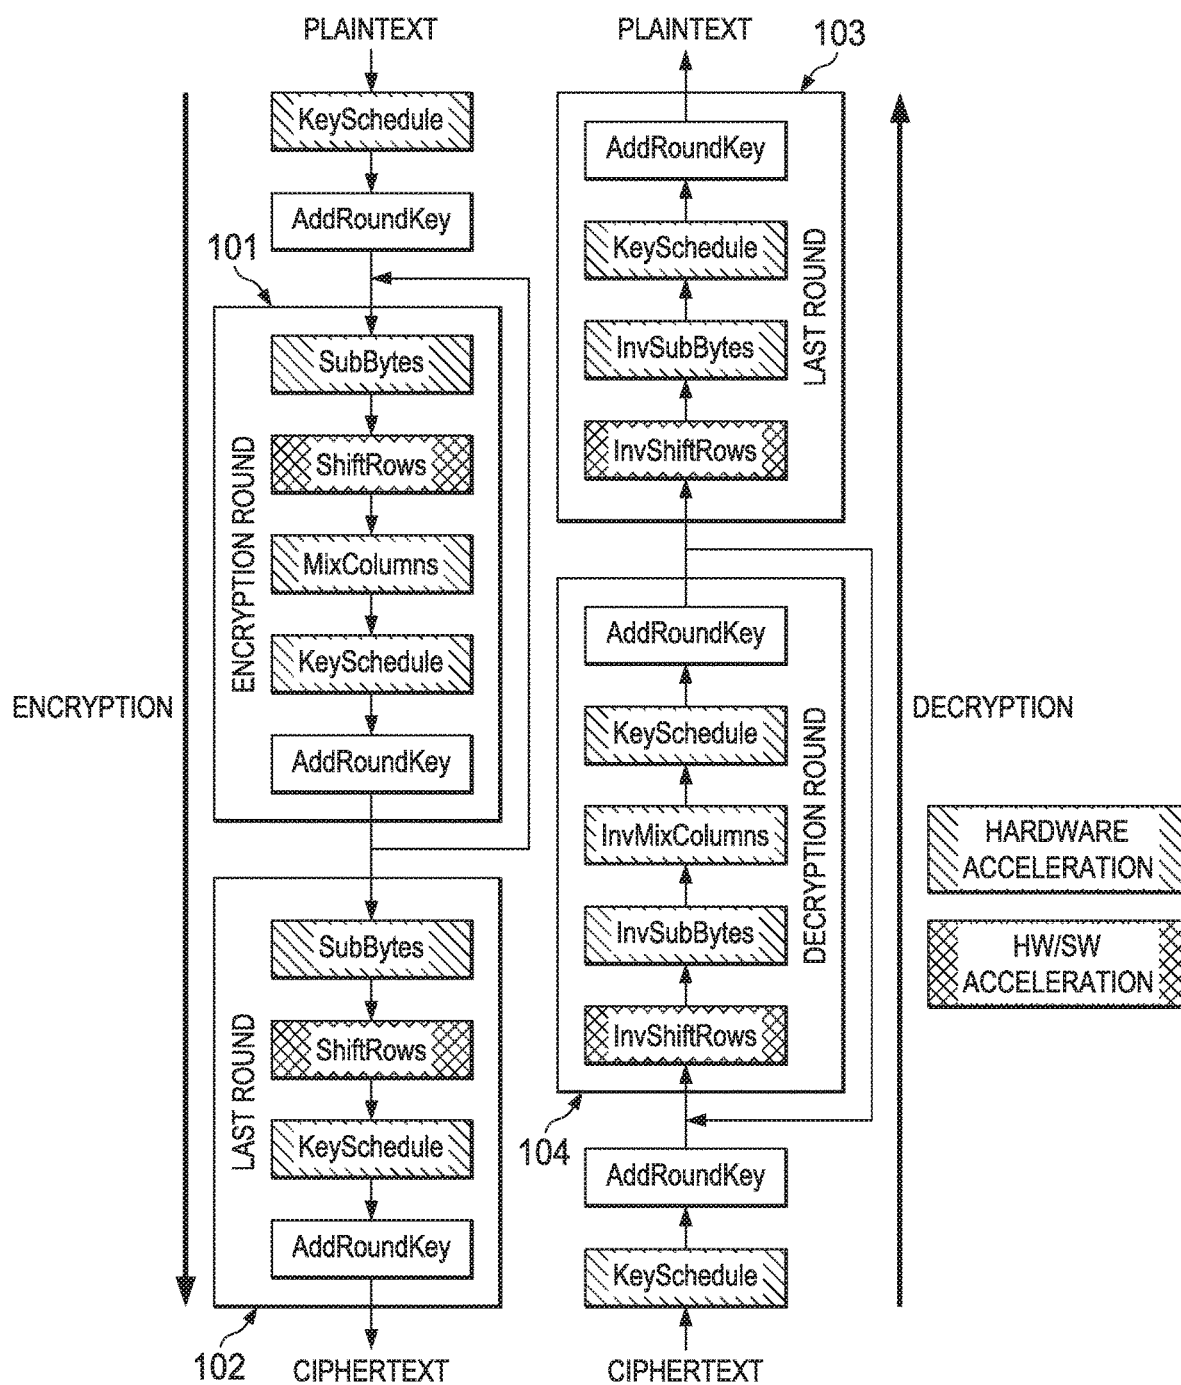 PLAINTEXT
KeySchedule
AddRoundKey
101
SubBytes
ShiftRows
MixColumns
KeySchedule
AddRoundKey
ENCRYPTION ROUND
ENCRYPTION
SubBytes
ShiftRows
KeySchedule
AddRoundKey
LAST ROUND
102
CIPHERTEXT
PLAINTEXT
103
AddRoundKey
KeySchedule
InvSubBytes
InvShiftRows
LAST ROUND
AddRoundKey
KeySchedule
InvMixColumns
InvSubBytes
InvShiftRows
DECRYPTION ROUND
104
AddRoundKey
KeySchedule
CIPHERTEXT
DECRYPTION
HARDWARE
ACCELERATION
HW/SW
ACCELERATION